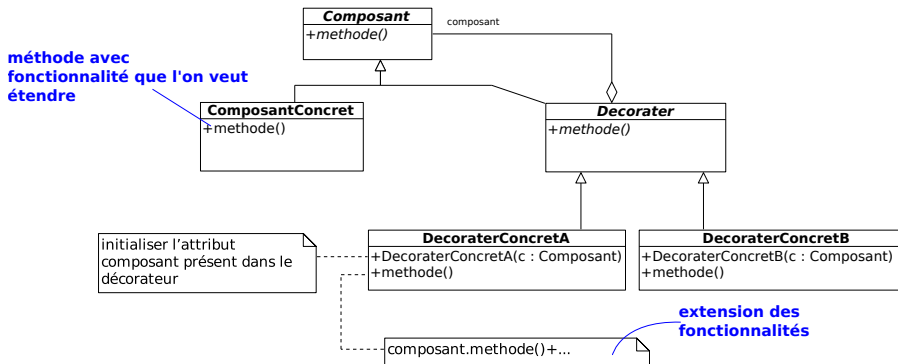 Composant
+methode()
composant
méthode avec
fonctionnalité que l'on veut
étendre
ComposantConcret
+methode()
Decorater
+methode()
initialiser l'attribut
composant présent dans le
décorateur
DecoraterConcretA
+DecoraterConcretA(c : Composant)
+methode()
DecoraterConcretB
+DecoraterConcretB(c : Composant)
+methode()
extension des
fonctionnalités
composant.methode()+...